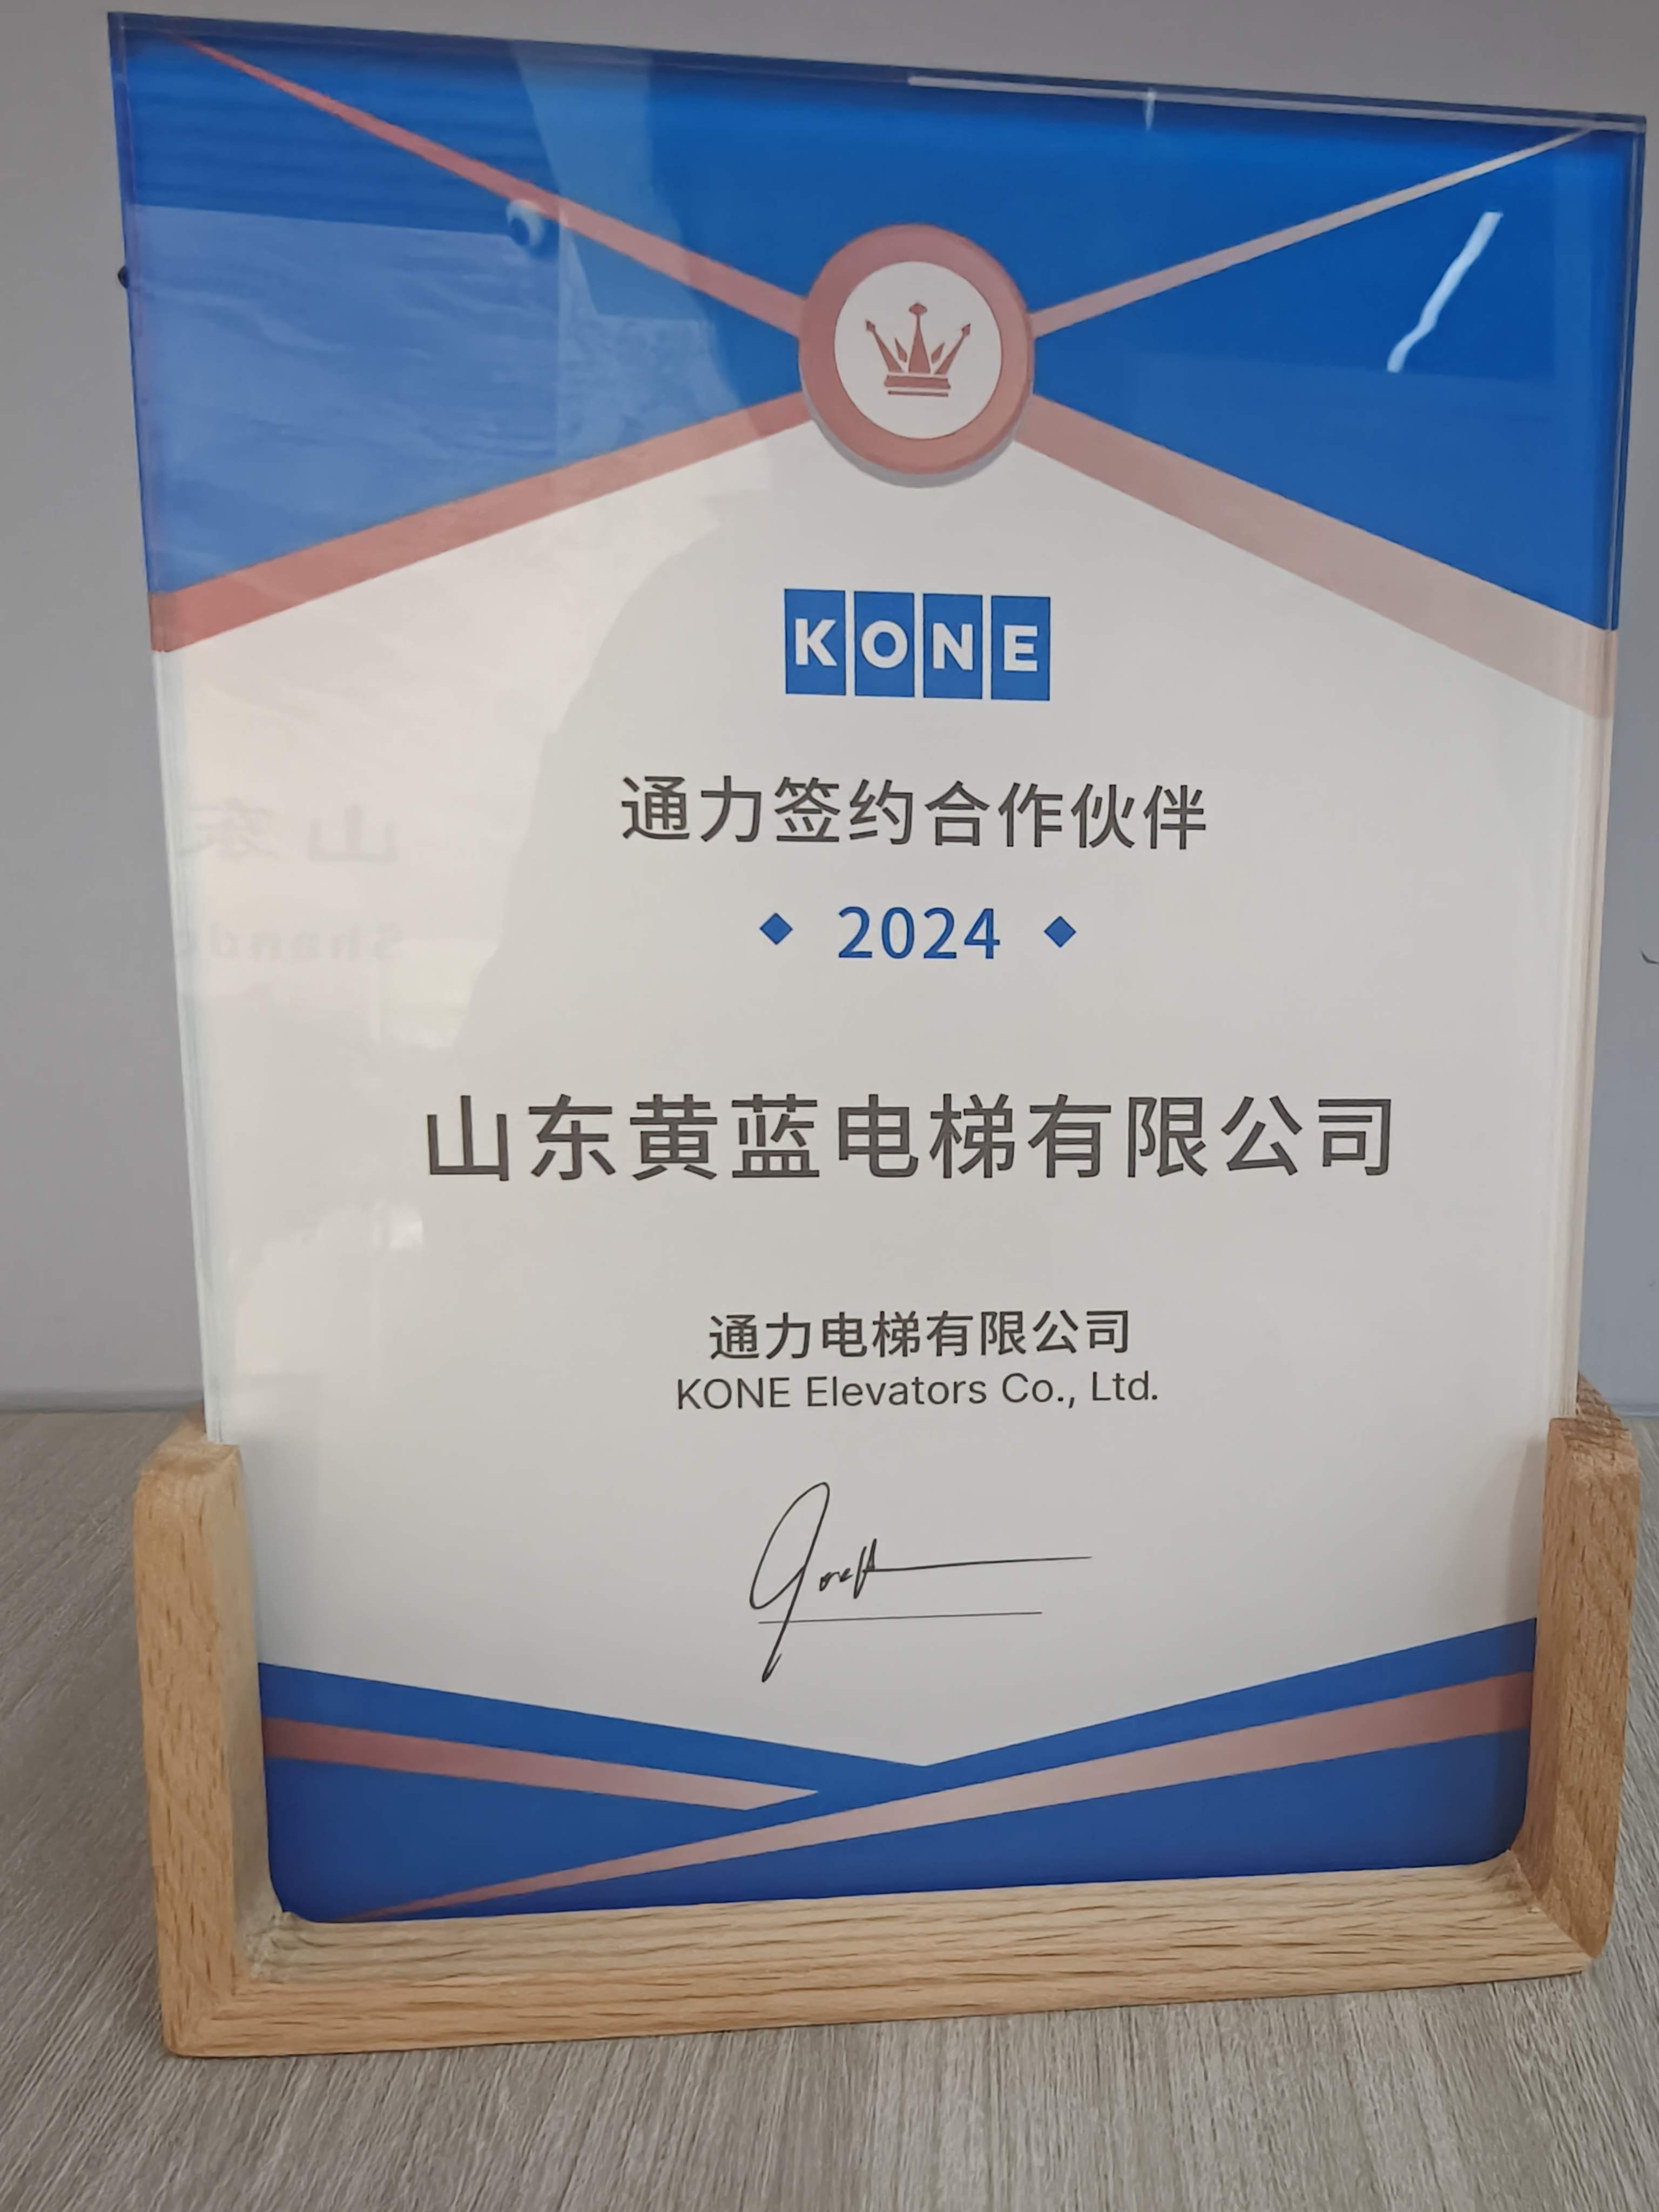 KONE
通力签约合作伙伴
2024
山东黄蓝电梯有限公司
通力电梯有限公司
KONE Elevators Co., Ltd.